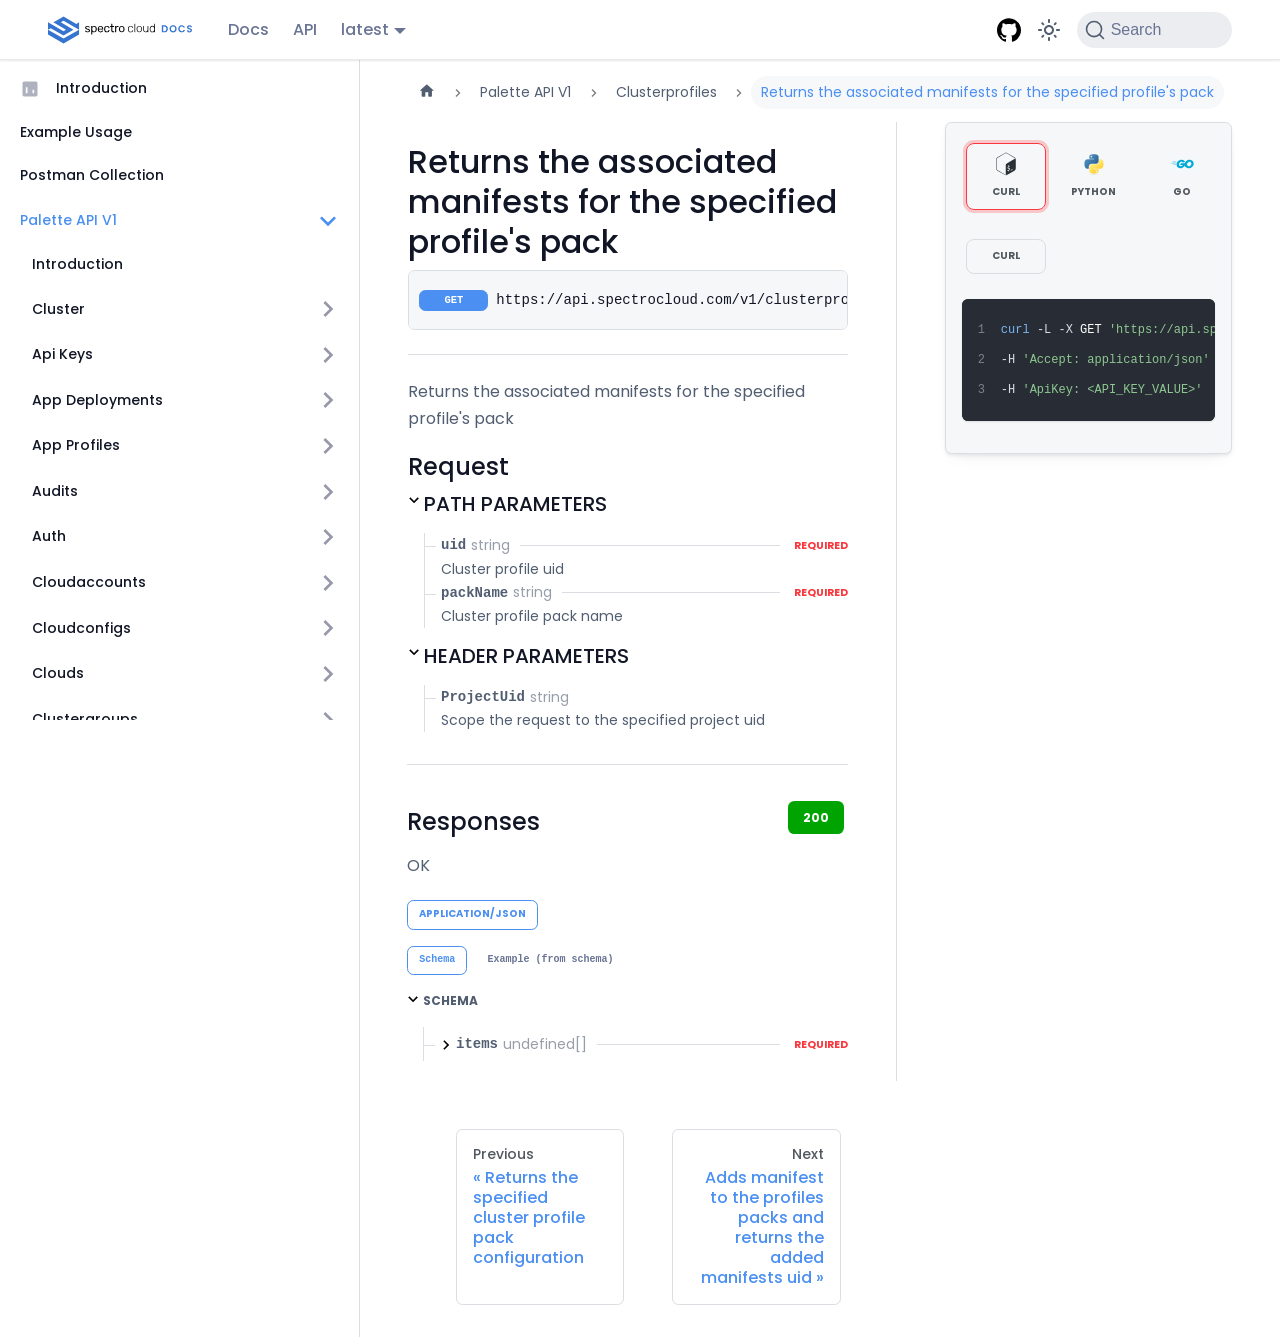 spectro cloud DOCS
Docs
API
latest
Search
Introduction
Example Usage
Postman Collection
Palette API V1
Introduction
Cluster
Api Keys
App Deployments
App Profiles
Audits
Auth
Cloudaccounts
Cloudconfigs
Clouds
Clustergroups
Palette API V1
Clusterprofiles
Returns the associated manifests for the specified profile's pack
Returns the associated
manifests for the specified
profile's pack
GET https://api.spectrocloud.com/v1/clusterpro
Returns the associated manifests for the specified
profile's pack
Request
PATH PARAMETERS
uid string REQUIRED
Cluster profile uid
packName string REQUIRED
Cluster profile pack name
HEADER PARAMETERS
ProjectUid string
Scope the request to the specified project uid
Responses
200
OK
APPLICATION/JSON
Schema
Example (from schema)
SCHEMA
items undefined[] REQUIRED
CURL
PYTHON
GO
CURL
1 curl -L -X GET 'https://api.sp
2 -H 'Accept: application/json'
3 -H 'ApiKey: <API_KEY_VALUE>'
Previous
« Returns the
specified
cluster profile
pack
configuration
Next
Adds manifest
to the profiles
packs and
returns the
added
manifests uid »